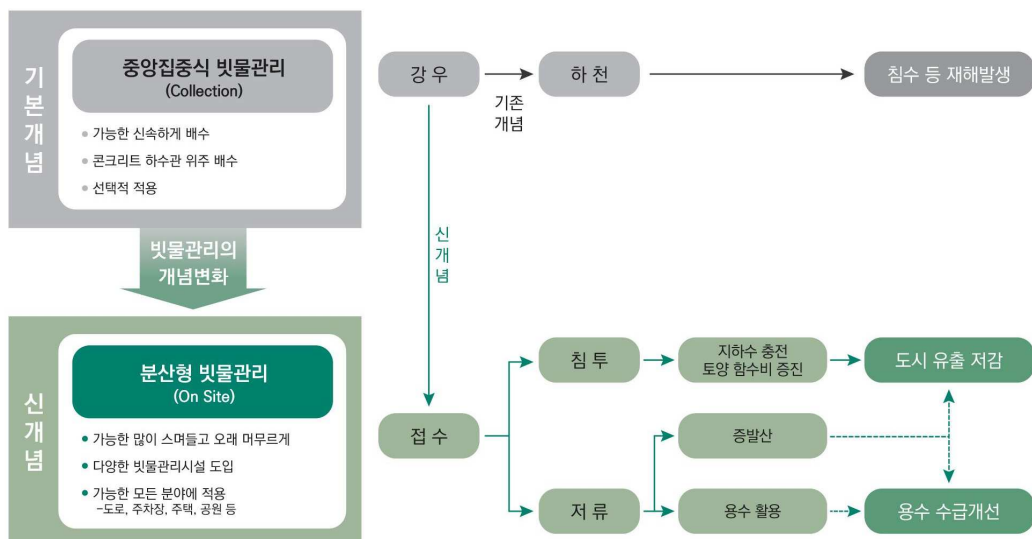 기본개념
중앙집중식 빗물관리
(Collection)
• 가능한 신속하게 배수
• 콘크리트 하수관 위주 배수
• 선택적 적용
빗물관리의
개념변화
신개념
분산형 빗물관리
(On Site)
• 가능한 많이 스며들고 오래 머무르게
• 다양한 빗물관리시설 도입
• 가능한 모든 분야에 적용
-도로, 주차장, 주택, 공원 등
강 우
기존
개념
하 천
침수 등 재해발생
신개념
접 수
침 투
지하수 충전
토양 함수비 증진
도시 유출 저감
증발산
저 류
용수 활용
용수 수급개선